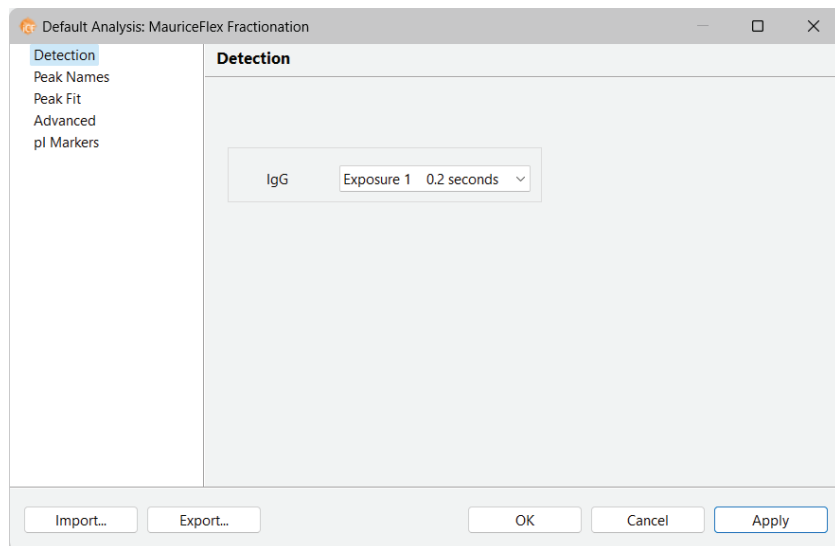 Default Analysis: MauriceFlex Fractionation
Detection
Peak Names
Peak Fit
Advanced
pI Markers
Detection
IgG Exposure 1 0.2 seconds
Import... Export... OK Cancel Apply